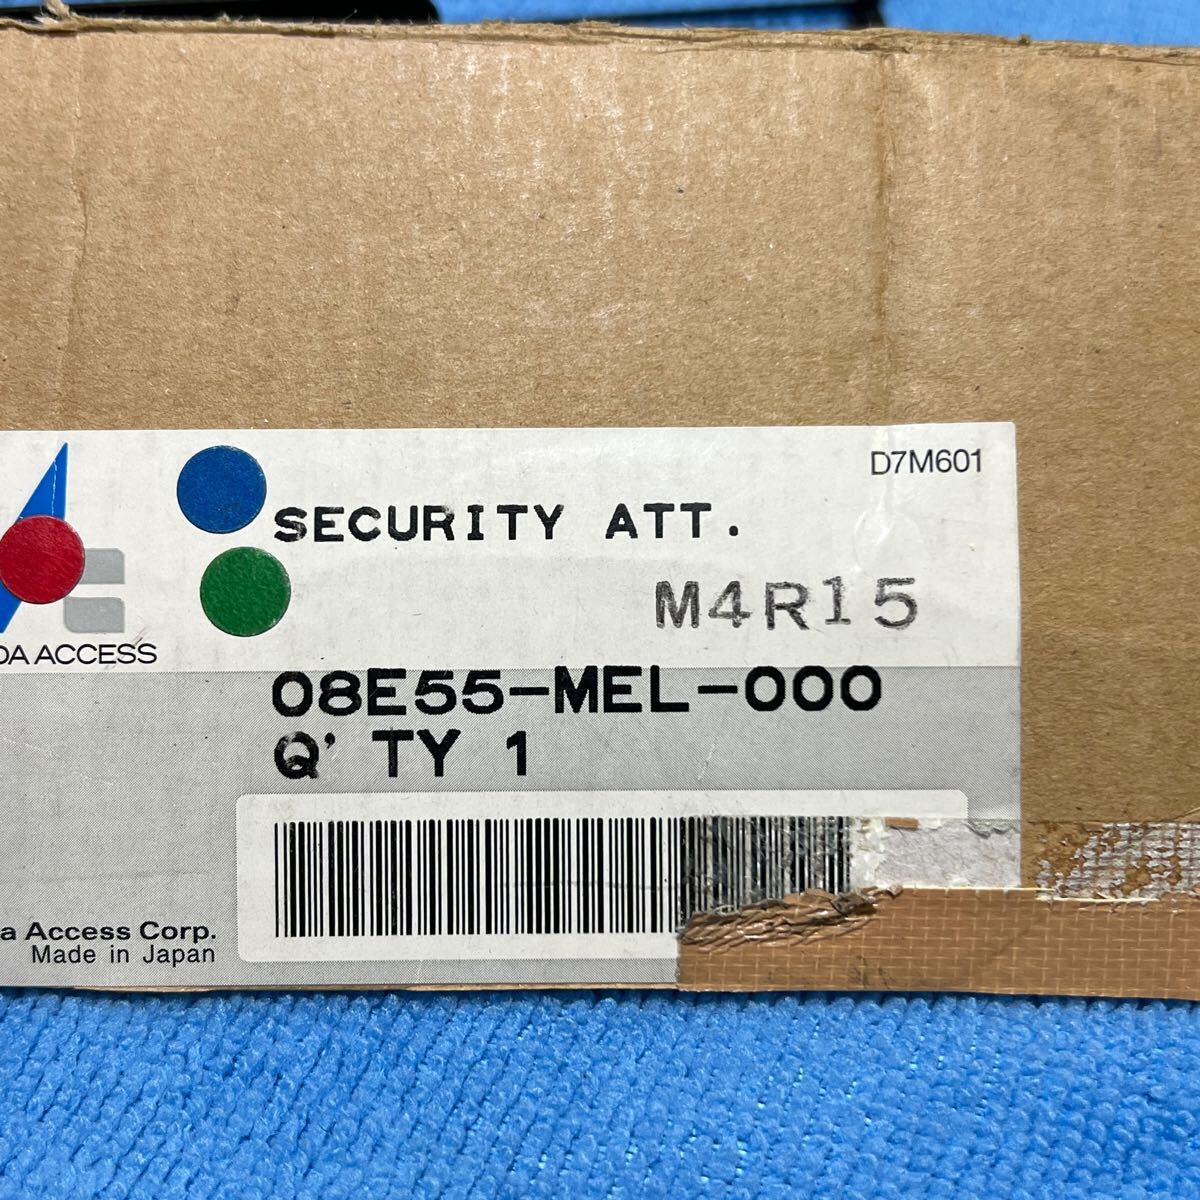 D7M601
SECURITY ATT.
M4R15
DA ACCESS
08E55-MEL-000
Q'TY 1
a Access Corp.
Made in Japan